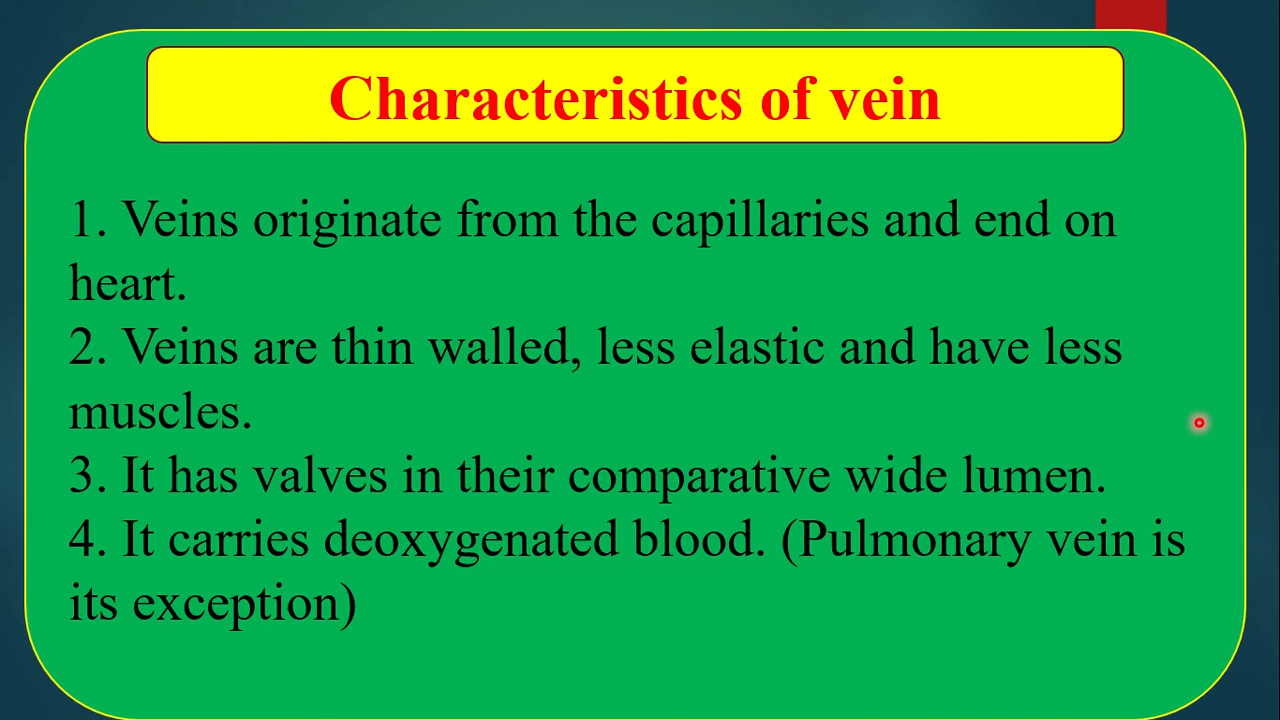 Characteristics of vein
1. Veins originate from the capillaries and end on
heart.
2. Veins are thin walled, less elastic and have less
muscles.
3. It has valves in their comparative wide lumen.
4. It carries deoxygenated blood. (Pulmonary vein is
its exception)